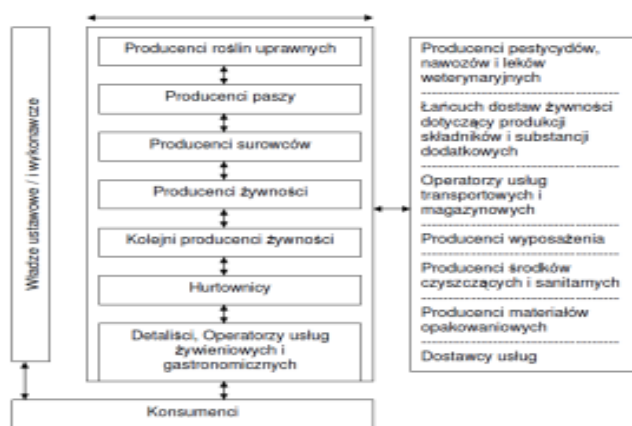 Władze ustawowe / i wykonawcze
Producenci roślin uprawnych
Producenci paszy
Producenci surowców
Producenci żywności
Kolejni producenci żywności
Hurtownicy
Detaliści, Operatorzy usług
żywieniowych i
gastronomicznych
Konsumenci
Producenci pestycydów,
nawozów i leków
weterynaryjnych
Łańcuch dostaw żywności
dotyczący produkcji
składników i substancji
dodatkowych
Operatorzy usług
transportowych i
magazynowych
Producenci wyposażenia
Producenci środków
czyszczących i sanitarnych
Producenci materiałów
opakowaniowych
Dostawcy usług